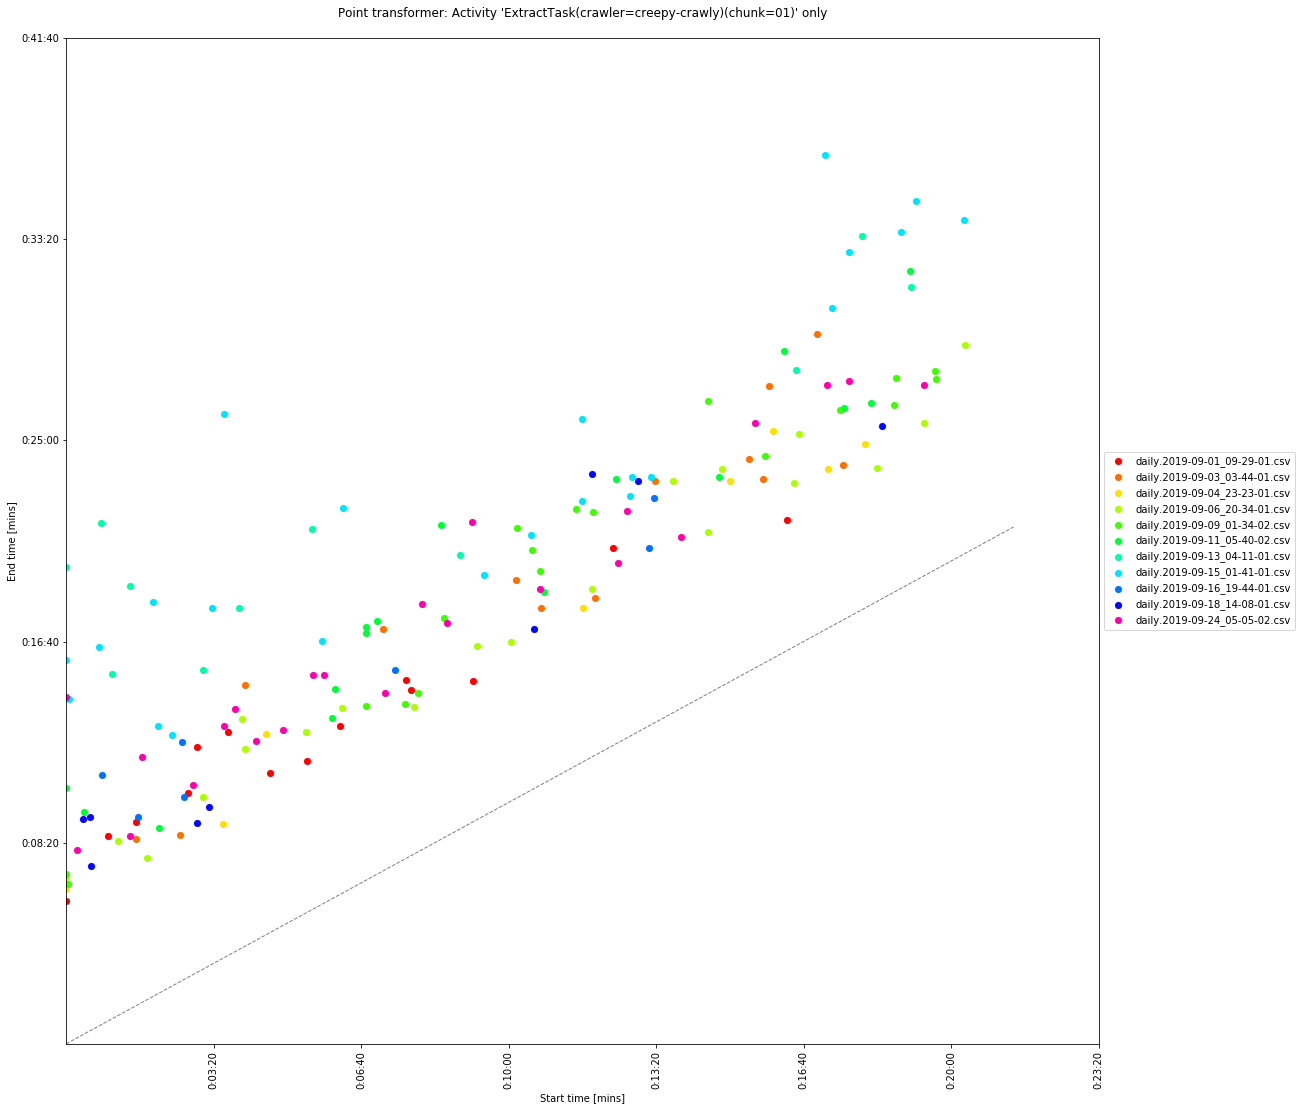 Point transformer: Activity 'ExtractTask(crawler=creepy-crawly)(chunk=01)' only
0:41:40
0:33:20
0:25:00
0:16:40
0:08:20
End time [mins]
daily.2019-09-01_09-29-01.csv
daily.2019-09-03_03-44-01.csv
daily.2019-09-04_23-23-01.csv
daily.2019-09-06_20-34-01.csv
daily.2019-09-09_01-34-02.csv
daily.2019-09-11_05-40-02.csv
daily.2019-09-13_04-11-01.csv
daily.2019-09-15_01-41-01.csv
daily.2019-09-16_19-44-01.csv
daily.2019-09-18_14-08-01.csv
daily.2019-09-24_05-05-02.csv
0:03:20
0:06:40
0:10:00
0:13:20
0:16:40
0:20:00
0:23:20
Start time [mins]